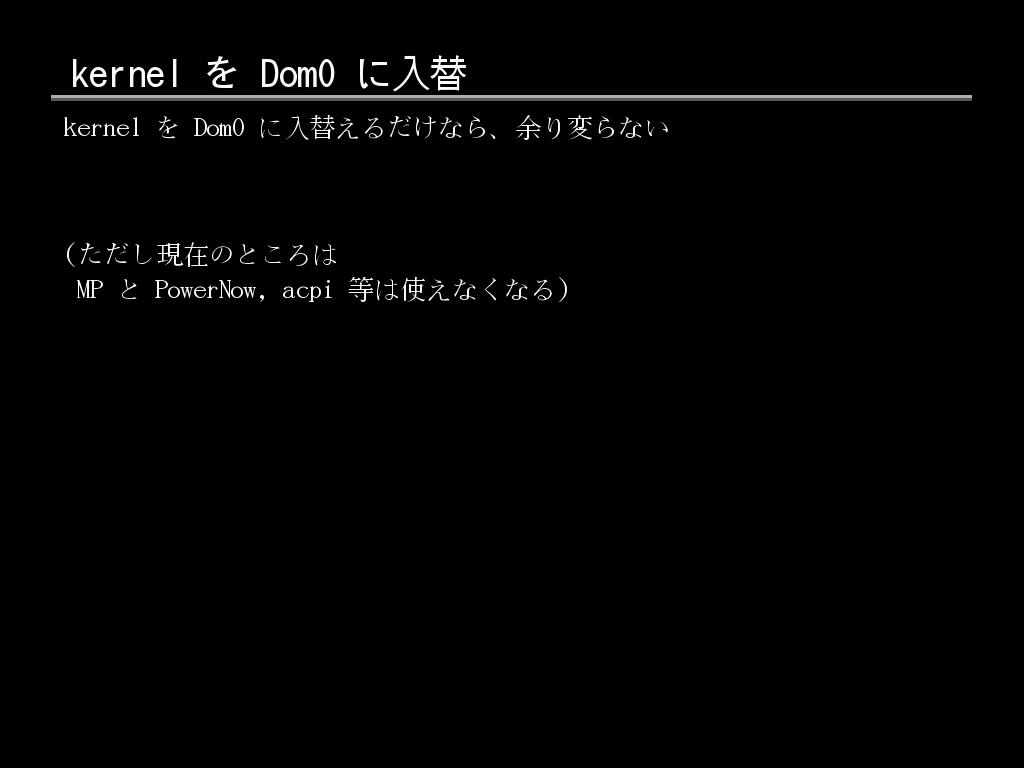 kernel を Dom0 に入替
kernel を Dom0 に入替えるだけなら、余り変らない
(ただし現在のところは
MP と PowerNow, acpi 等は使えなくなる)